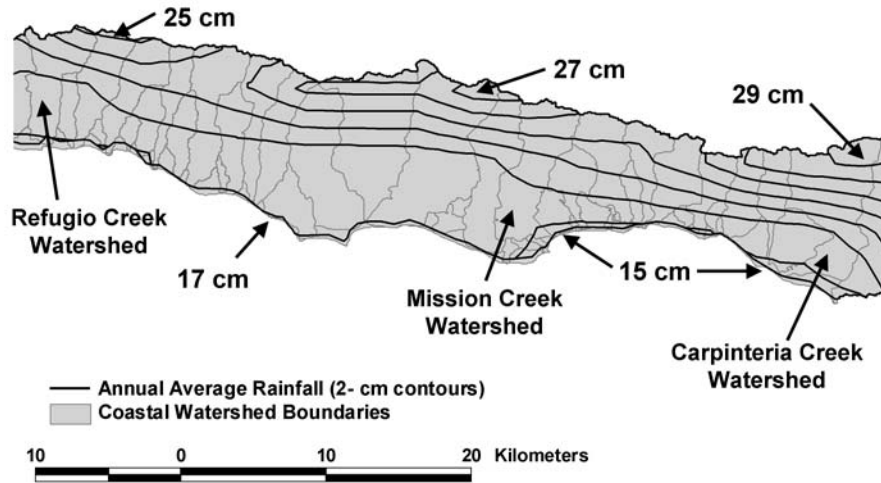 25 cm
27 cm
29 cm
Refugio Creek
Watershed
17 cm
15 cm
Mission Creek
Watershed
Carpinteria Creek
Watershed
Annual Average Rainfall (2- cm contours)
Coastal Watershed Boundaries
10 0 10 20 Kilometers